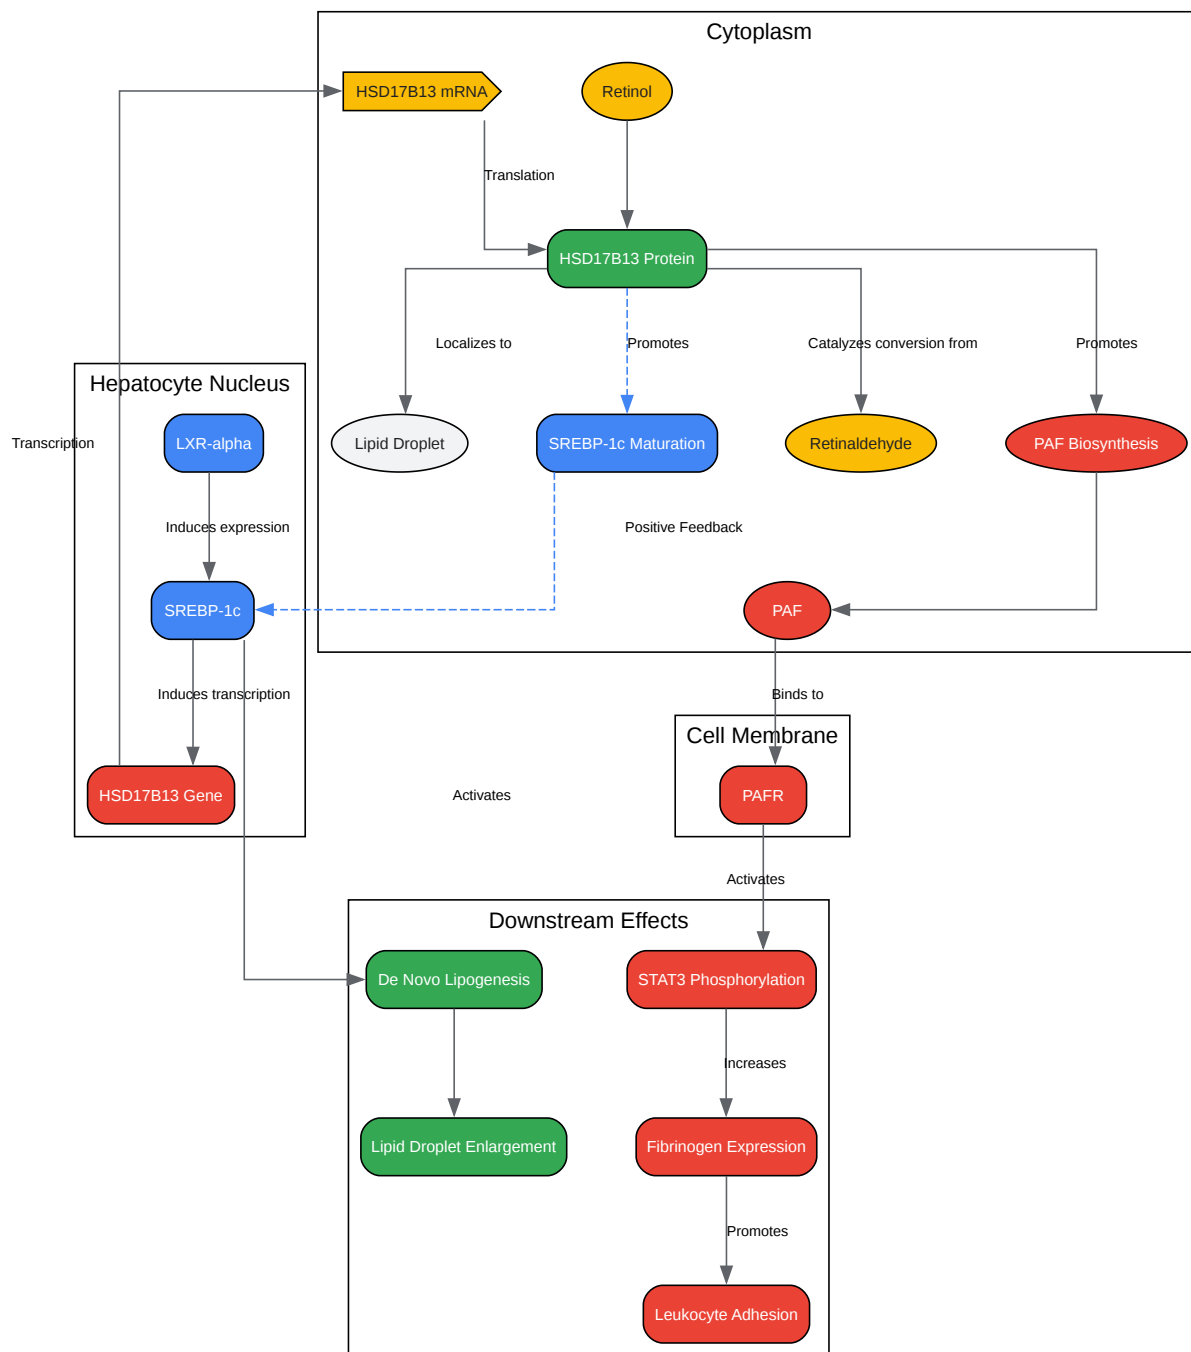 Cytoplasm
HSD17B13 mRNA
Retinol
Translation
HSD17B13 Protein
Localizes to
Promotes
Catalyzes conversion from
Promotes
Hepatocyte Nucleus
Transcription
LXR-alpha
Lipid Droplet
SREBP-1c Maturation
Retinaldehyde
PAF Biosynthesis
Induces expression
Positive Feedback
SREBP-1c
PAF
Induces transcription
Binds to
Cell Membrane
HSD17B13 Gene
Activates
PAFR
Activates
Downstream Effects
De Novo Lipogenesis
STAT3 Phosphorylation
Increases
Lipid Droplet Enlargement
Fibrinogen Expression
Promotes
Leukocyte Adhesion